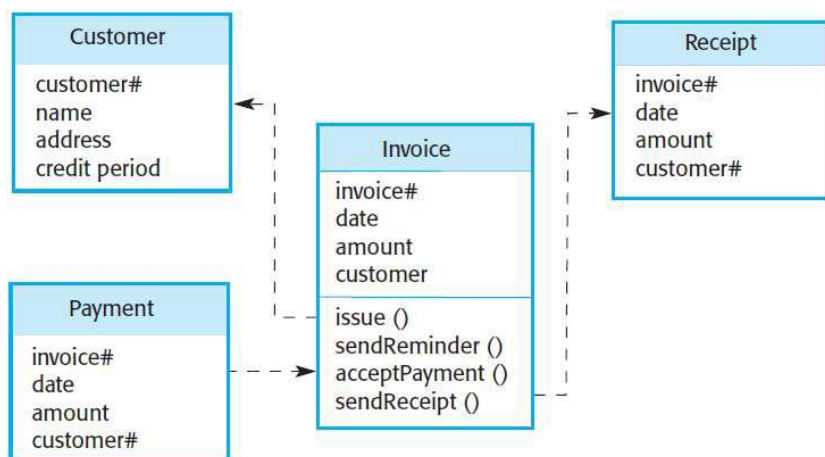 Customer
customer#
name
address
credit period
Receipt
invoice#
date
amount
customer#
Invoice
invoice#
date
amount
customer
issue ()
sendReminder ()
acceptPayment ()
sendReceipt ()
Payment
invoice#
date
amount
customer#